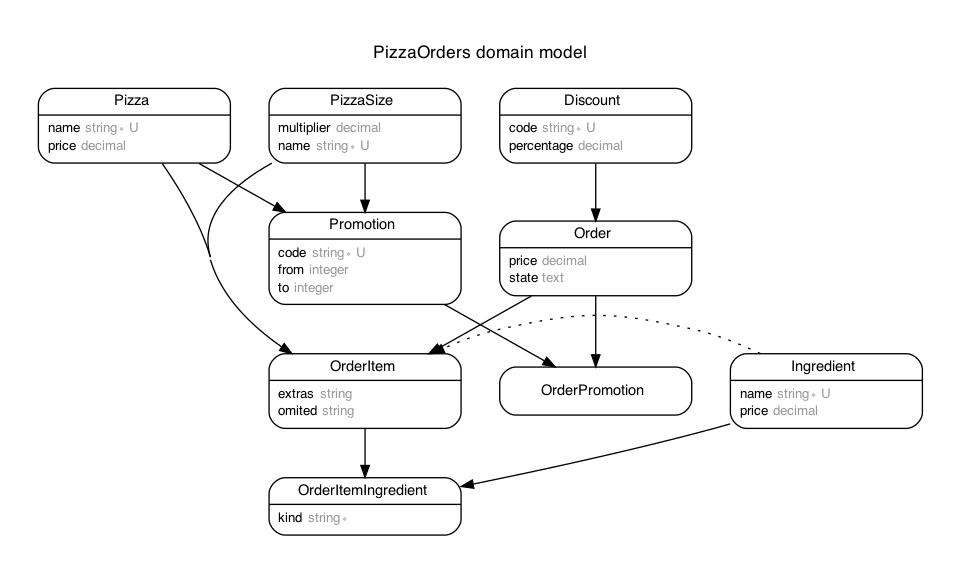 PizzaOrders domain model
Pizza
name string* U
price decimal
PizzaSize
multiplier decimal
name string* U
Discount
code string* U
percentage decimal
Promotion
code string* U
from integer
to integer
Order
price decimal
state text
OrderItem
extras string
omited string
OrderPromotion
Ingredient
name string* U
price decimal
OrderItemIngredient
kind string*